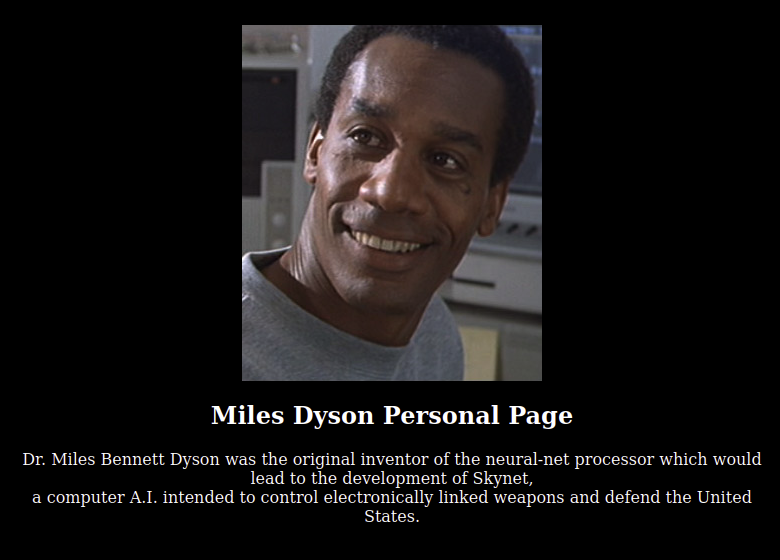 Miles Dyson Personal Page
Dr. Miles Bennett Dyson was the original inventor of the neural-net processor which would
lead to the development of Skynet,
a computer A.I. intended to control electronically linked weapons and defend the United
States.